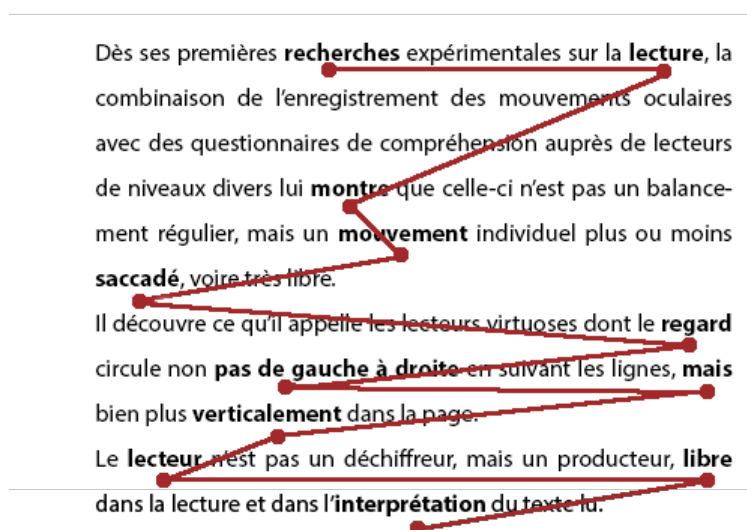 Dès ses premières recherches expérimentales sur la lecture, la
combinaison de l'enregistrement des mouvements oculaires
avec des questionnaires de compréhension auprès de lecteurs
de niveaux divers lui montre que celle-ci n'est pas un balance-
ment régulier, mais un mouvement individuel plus ou moins
saccadé, voire très libre.
Il découvre ce qu'il appelle les lecteurs virtuoses dont le regard
circule non pas de gauche à droite en suivant les lignes, mais
bien plus verticalement dans la page.
Le lecteur n'est pas un déchiffreur, mais un producteur, libre
dans la lecture et dans l'interprétation du texte lu.